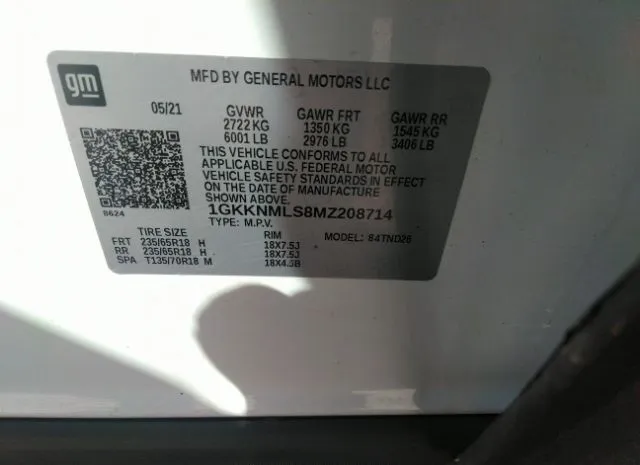 gm
MFD BY GENERAL MOTORS LLC
05/21 GVWR GAWR FRT GAWR RR
2722 KG 1350 KG 1545 KG
6001 LB 2976 LB 3406 LB
THIS VEHICLE CONFORMS TO ALL
APPLICABLE U.S. FEDERAL MOTOR
VEHICLE SAFETY STANDARDS IN
EFFECT ON THE DATE OF MANUFACTURE
SHOWN ABOVE.
8624
1GKKNMLS8MZ208714
TYPE: M.P.V.
TIRE SIZE RIM MODEL: 84TND26
FRT 235/65R18 H 18X7.5J
RR 235/65R18 H 18X7.5J
SPA T135/70R18 M 18X4.5B